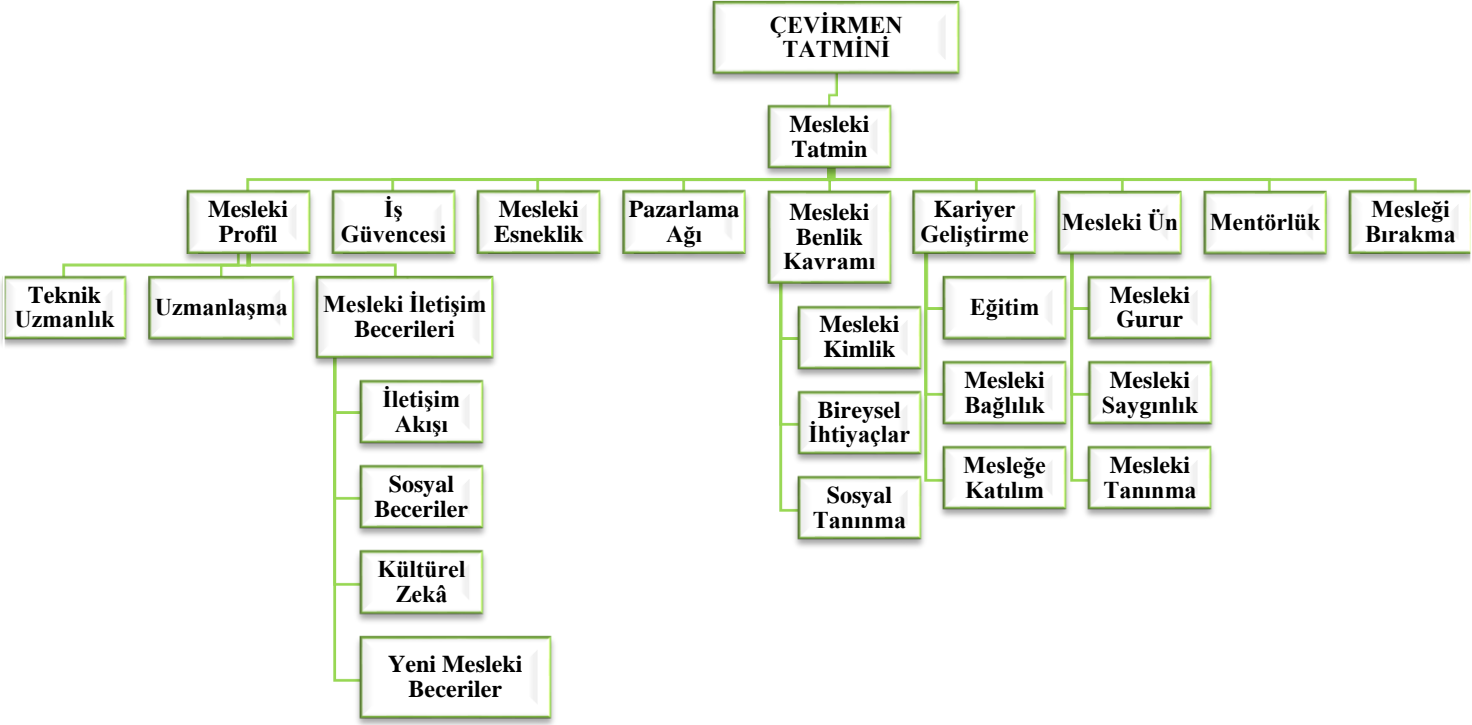 ÇEVİRMEN
TATMİNİ
Mesleki
Tatmin
Mesleki
Profil
İş
Güvencesi
Mesleki
Esneklik
Pazarlama
Ağı
Mesleki
Benlik
Kavramı
Kariyer
Geliştirme
Mesleki Ün
Mentörlük
Mesleği
Bırakma
Teknik
Uzmanlık
Uzmanlaşma
Mesleki İletişim
Becerileri
İletişim
Akışı
Sosyal
Beceriler
Kültürel
Zekâ
Yeni Mesleki
Beceriler
Mesleki
Kimlik
Bireysel
İhtiyaçlar
Sosyal
Tanınma
Eğitim
Mesleki
Bağlılık
Mesleğe
Katılım
Mesleki
Gurur
Mesleki
Saygınlık
Mesleki
Tanınma